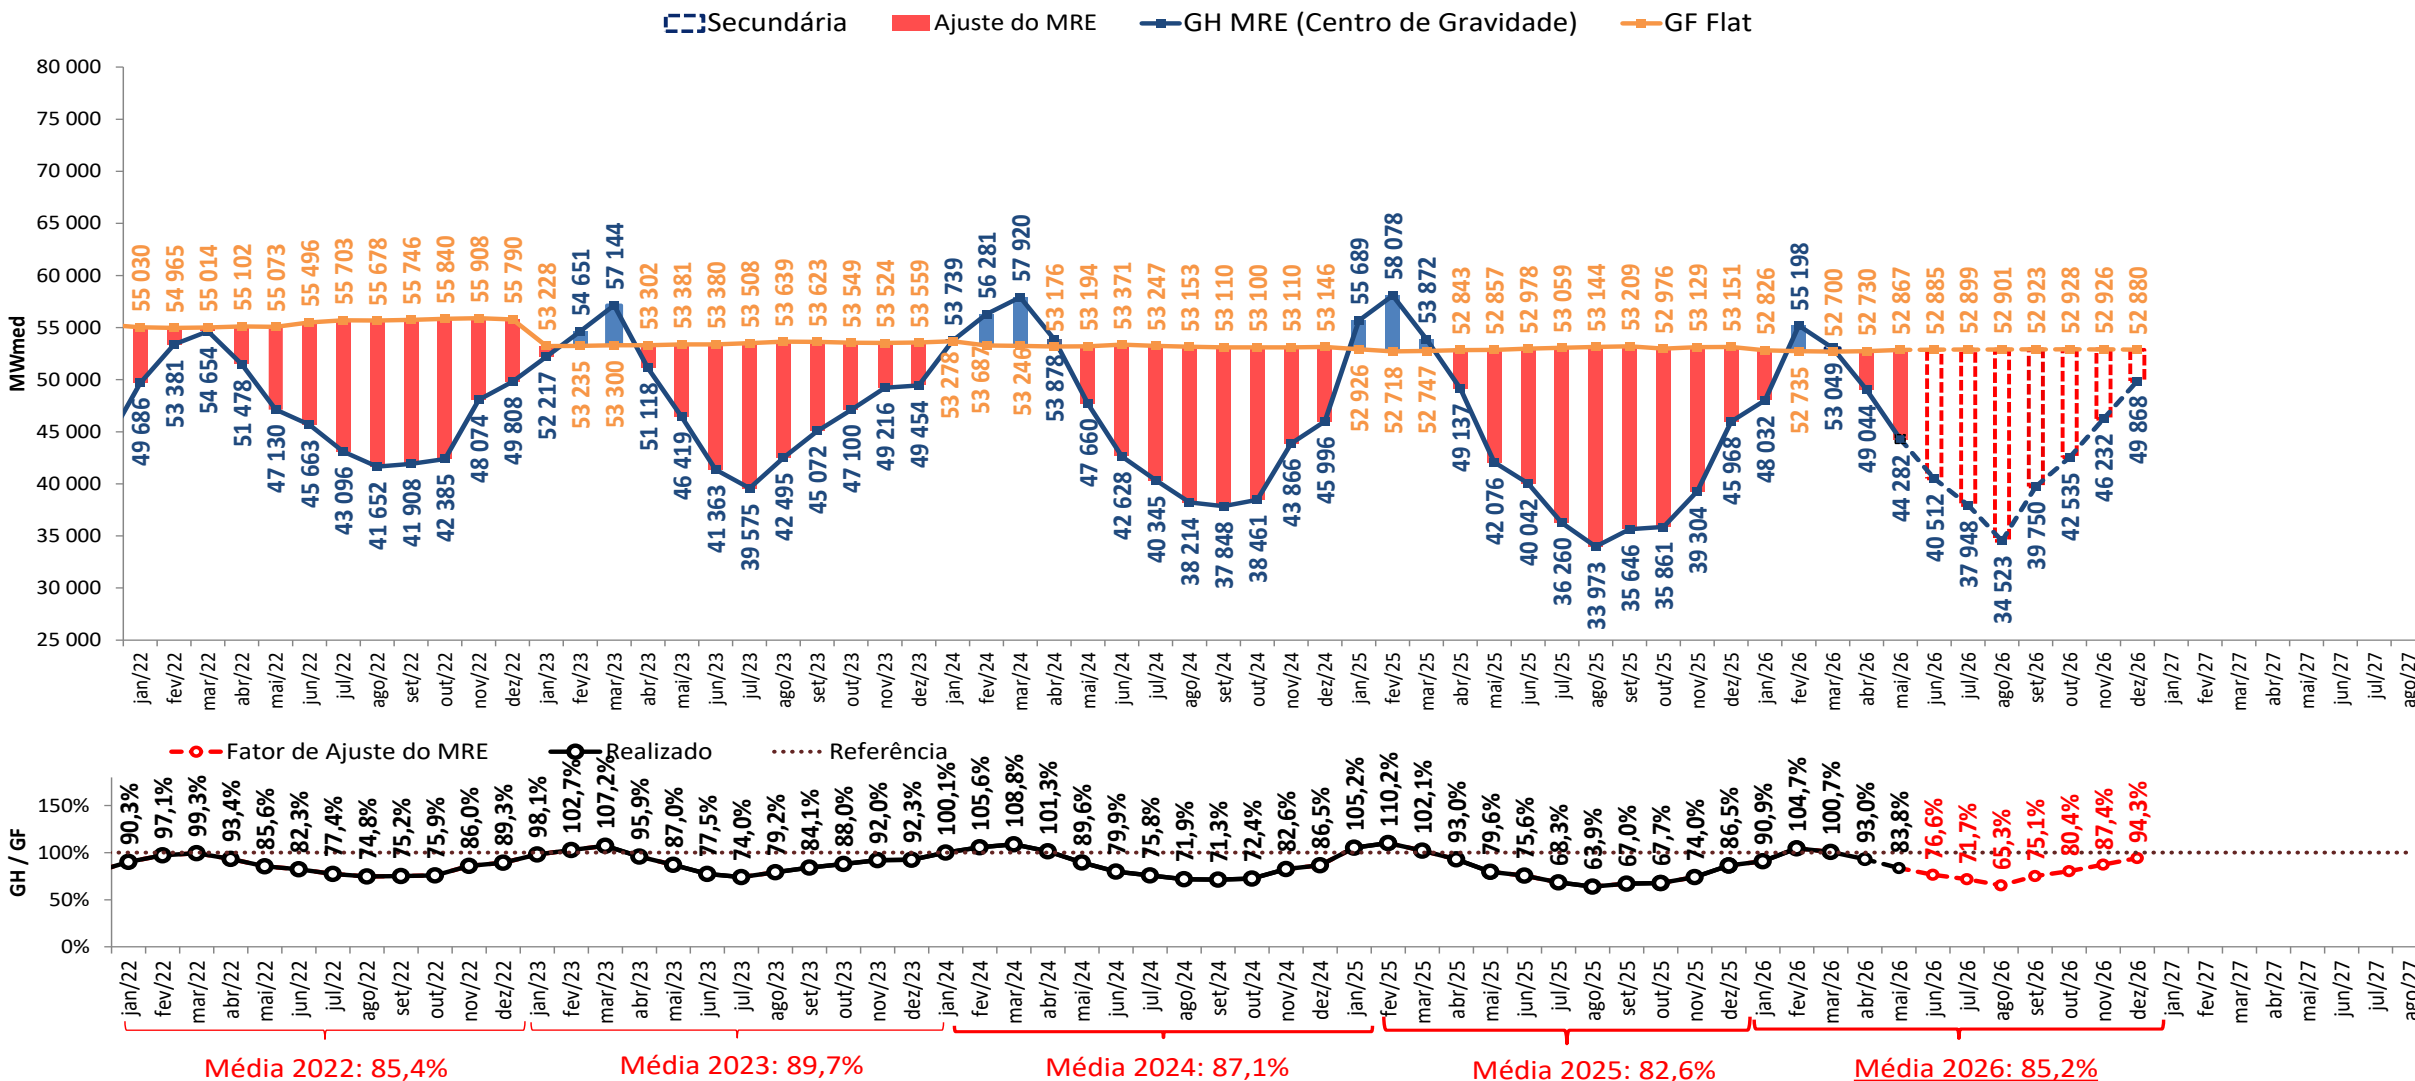 Secundária Ajuste do MRE GH MRE (Centro de Gravidade) GF Flat
MWmed
80 000
75 000
70 000
65 000
60 000
55 000
50 000
45 000
40 000
35 000
30 000
25 000
55 030 54 965 55 014 55 102 55 073 55 496 55 703 55 678 55 746 55 840 55 908 55 790 53 228 53 235 53 300 53 302 53 381 53 380 53 508 53 639 53 623 53 549 53 524 53 559 53 278 53 687 53 246 53 176 53 194 53 371 53 247 53 153 53 110 53 100 53 110 53 146 52 926 52 718 52 747 52 843 52 857 52 978 53 059 53 144 53 209 52 976 53 129 53 151 52 826 52 735 52 700 52 730 52 867 52 885 52 899 52 901 52 923 52 928 52 926 52 880
49 686 53 381 54 654 51 478 47 130 45 663 43 096 41 652 41 908 42 385 48 074 49 808 52 217 54 651 57 144 51 118 46 419 41 363 39 575 42 495 45 072 47 100 49 216 49 454 53 739 56 281 57 920 53 878 47 660 42 628 40 345 38 214 37 848 38 461 43 866 45 996 55 689 58 078 53 872 49 137 42 076 40 042 36 260 33 973 35 646 35 861 39 304 45 968 48 032 55 198 53 049 49 044 44 282 40 512 37 948 34 523 39 750 42 535 46 232 49 868
jan/22 fev/22 mar/22 abr/22 mai/22 jun/22 jul/22 ago/22 set/22 out/22 nov/22 dez/22 jan/23 fev/23 mar/23 abr/23 mai/23 jun/23 jul/23 ago/23 set/23 out/23 nov/23 dez/23 jan/24 fev/24 mar/24 abr/24 mai/24 jun/24 jul/24 ago/24 set/24 out/24 nov/24 dez/24 jan/25 fev/25 mar/25 abr/25 mai/25 jun/25 jul/25 ago/25 set/25 out/25 nov/25 dez/25 jan/26 fev/26 mar/26 abr/26 mai/26 jun/26 jul/26 ago/26 set/26 out/26 nov/26 dez/26 jan/27 fev/27 mar/27 abr/27 mai/27 jun/27 jul/27 ago/27
Fator de Ajuste do MRE Realizado Referência
GH / GF
150%
100%
50%
0%
90,3% 97,1% 99,3% 93,4% 85,6% 82,3% 77,4% 74,8% 75,2% 75,9% 86,0% 89,3% 98,1% 102,7% 107,2% 95,9% 87,0% 77,5% 74,0% 79,2% 84,1% 88,0% 92,0% 92,3% 100,1% 105,6% 108,8% 101,3% 89,6% 79,9% 75,8% 71,9% 71,3% 72,4% 82,6% 86,5% 105,2% 110,2% 102,1% 93,0% 79,6% 75,6% 68,3% 63,9% 67,0% 67,7% 74,0% 86,5% 90,9% 104,7% 100,7% 93,0% 83,8% 76,6% 71,7% 65,3% 75,1% 80,4% 87,4% 94,3%
jan/22 fev/22 mar/22 abr/22 mai/22 jun/22 jul/22 ago/22 set/22 out/22 nov/22 dez/22 jan/23 fev/23 mar/23 abr/23 mai/23 jun/23 jul/23 ago/23 set/23 out/23 nov/23 dez/23 jan/24 fev/24 mar/24 abr/24 mai/24 jun/24 jul/24 ago/24 set/24 out/24 nov/24 dez/24 jan/25 fev/25 mar/25 abr/25 mai/25 jun/25 jul/25 ago/25 set/25 out/25 nov/25 dez/25 jan/26 fev/26 mar/26 abr/26 mai/26 jun/26 jul/26 ago/26 set/26 out/26 nov/26 dez/26 jan/27 fev/27 mar/27 abr/27 mai/27 jun/27 jul/27 ago/27
Média 2022: 85,4% Média 2023: 89,7% Média 2024: 87,1% Média 2025: 82,6% Média 2026: 85,2%